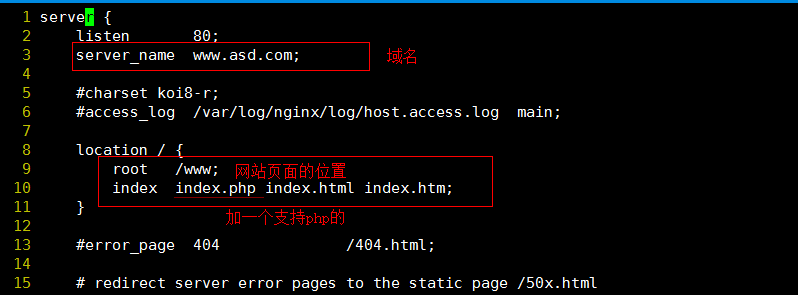 1 server {
2 listen 80;
3 server_name www.asd.com; 域名
4
5 #charset koi8-r;
6 #access_log /var/log/nginx/log/host.access.log main;
7
8 location / {
9 root /www; 网站页面的位置
10 index index.php index.html index.htm;
11 } 加一个支持php的
12
13 #error_page 404 /404.html;
14
15 # redirect server error pages to the static page /50x.html